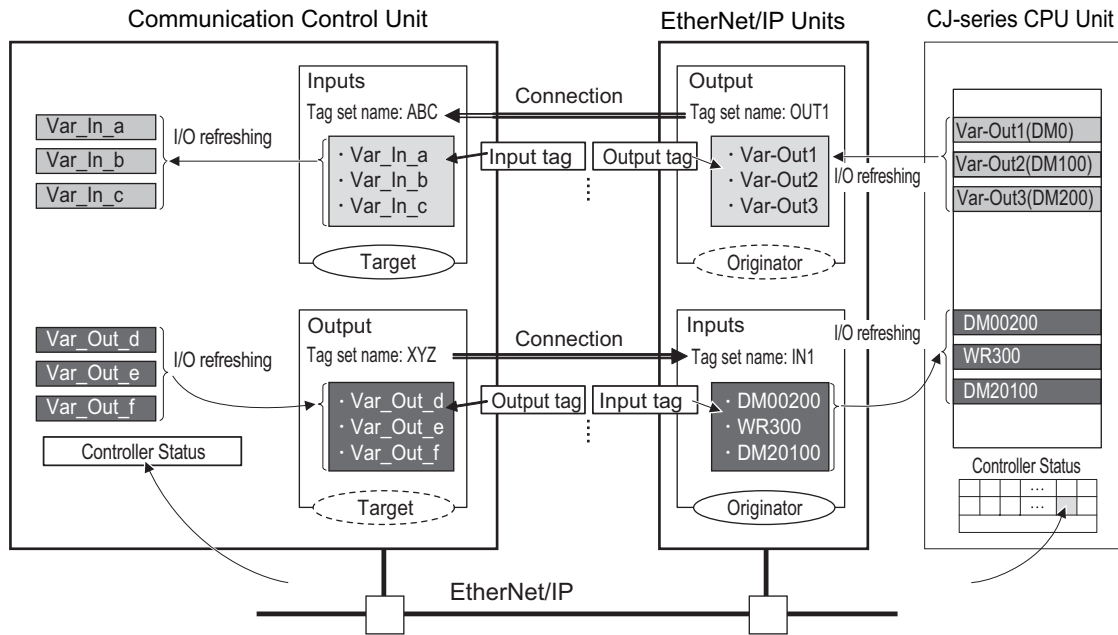 Communication Control Unit
EtherNet/IP Units
CJ-series CPU Unit
Inputs
Tag set name: ABC
Connection
Output
Tag set name: OUT1
Var_In_a
Var_In_b
Var_In_c
I/O refreshing
· Var_In_a
· Var_In_b
· Var_In_c
Input tag
Output tag
· Var-Out1
· Var-Out2
· Var-Out3
I/O refreshing
Var-Out1(DM0)
Var-Out2(DM100)
Var-Out3(DM200)
Target
Originator
Output
Tag set name: XYZ
Connection
Inputs
Tag set name: IN1
Var_Out_d
Var_Out_e
Var_Out_f
I/O refreshing
· Var_Out_d
· Var_Out_e
· Var_Out_f
Output tag
Input tag
· DM00200
· WR300
· DM20100
I/O refreshing
DM00200
WR300
DM20100
Controller Status
Target
Originator
Controller Status
...
...
EtherNet/IP